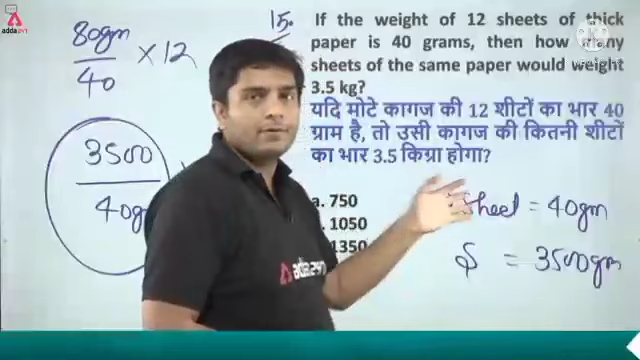 adda247
80gm
40
× 12
15.
If the weight of 12 sheets of thick
paper is 40 grams, then how many
sheets of the same paper would weight
3.5 kg?
यदि मोटे कागज की 12 शीटों का भार 40
ग्राम है, तो उसी कागज की कितनी शीटों
का भार 3.5 किग्रा होगा?
3500
40gm
a. 750
b. 1050
1350
sheet = 40gm
S = 3500gm
adda247